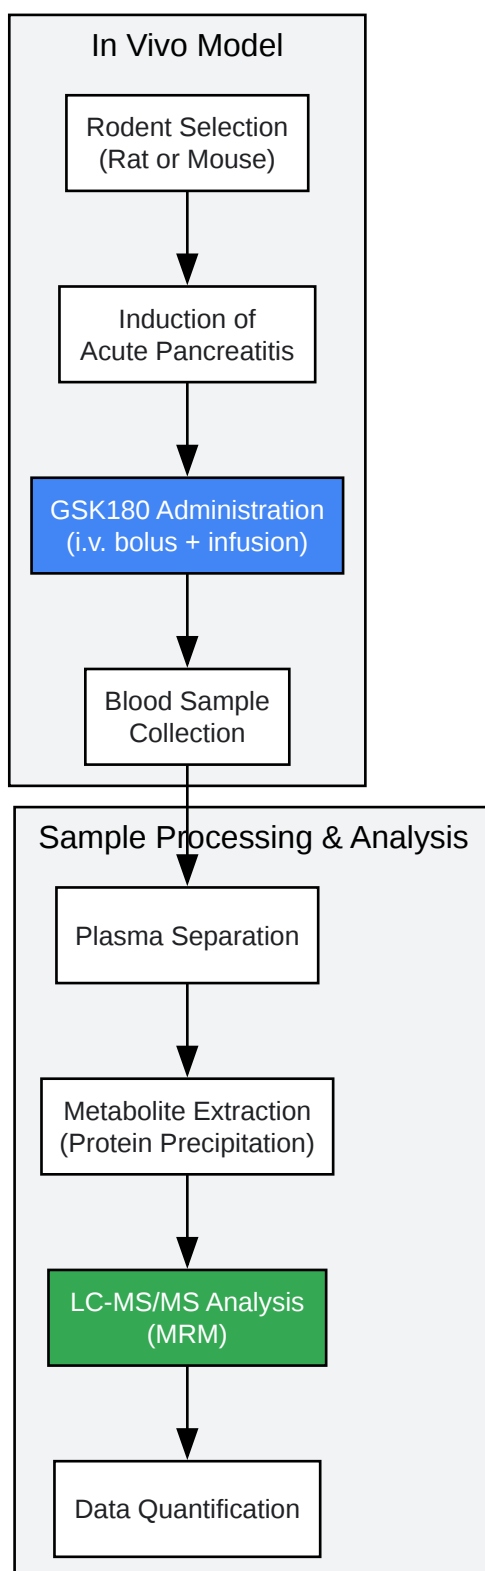 In Vivo Model
Rodent Selection
(Rat or Mouse)
Induction of
Acute Pancreatitis
GSK180 Administration
(i.v. bolus + infusion)
Blood Sample
Collection
Sample Processing & Analysis
Plasma Separation
Metabolite Extraction
(Protein Precipitation)
LC-MS/MS Analysis
(MRM)
Data Quantification